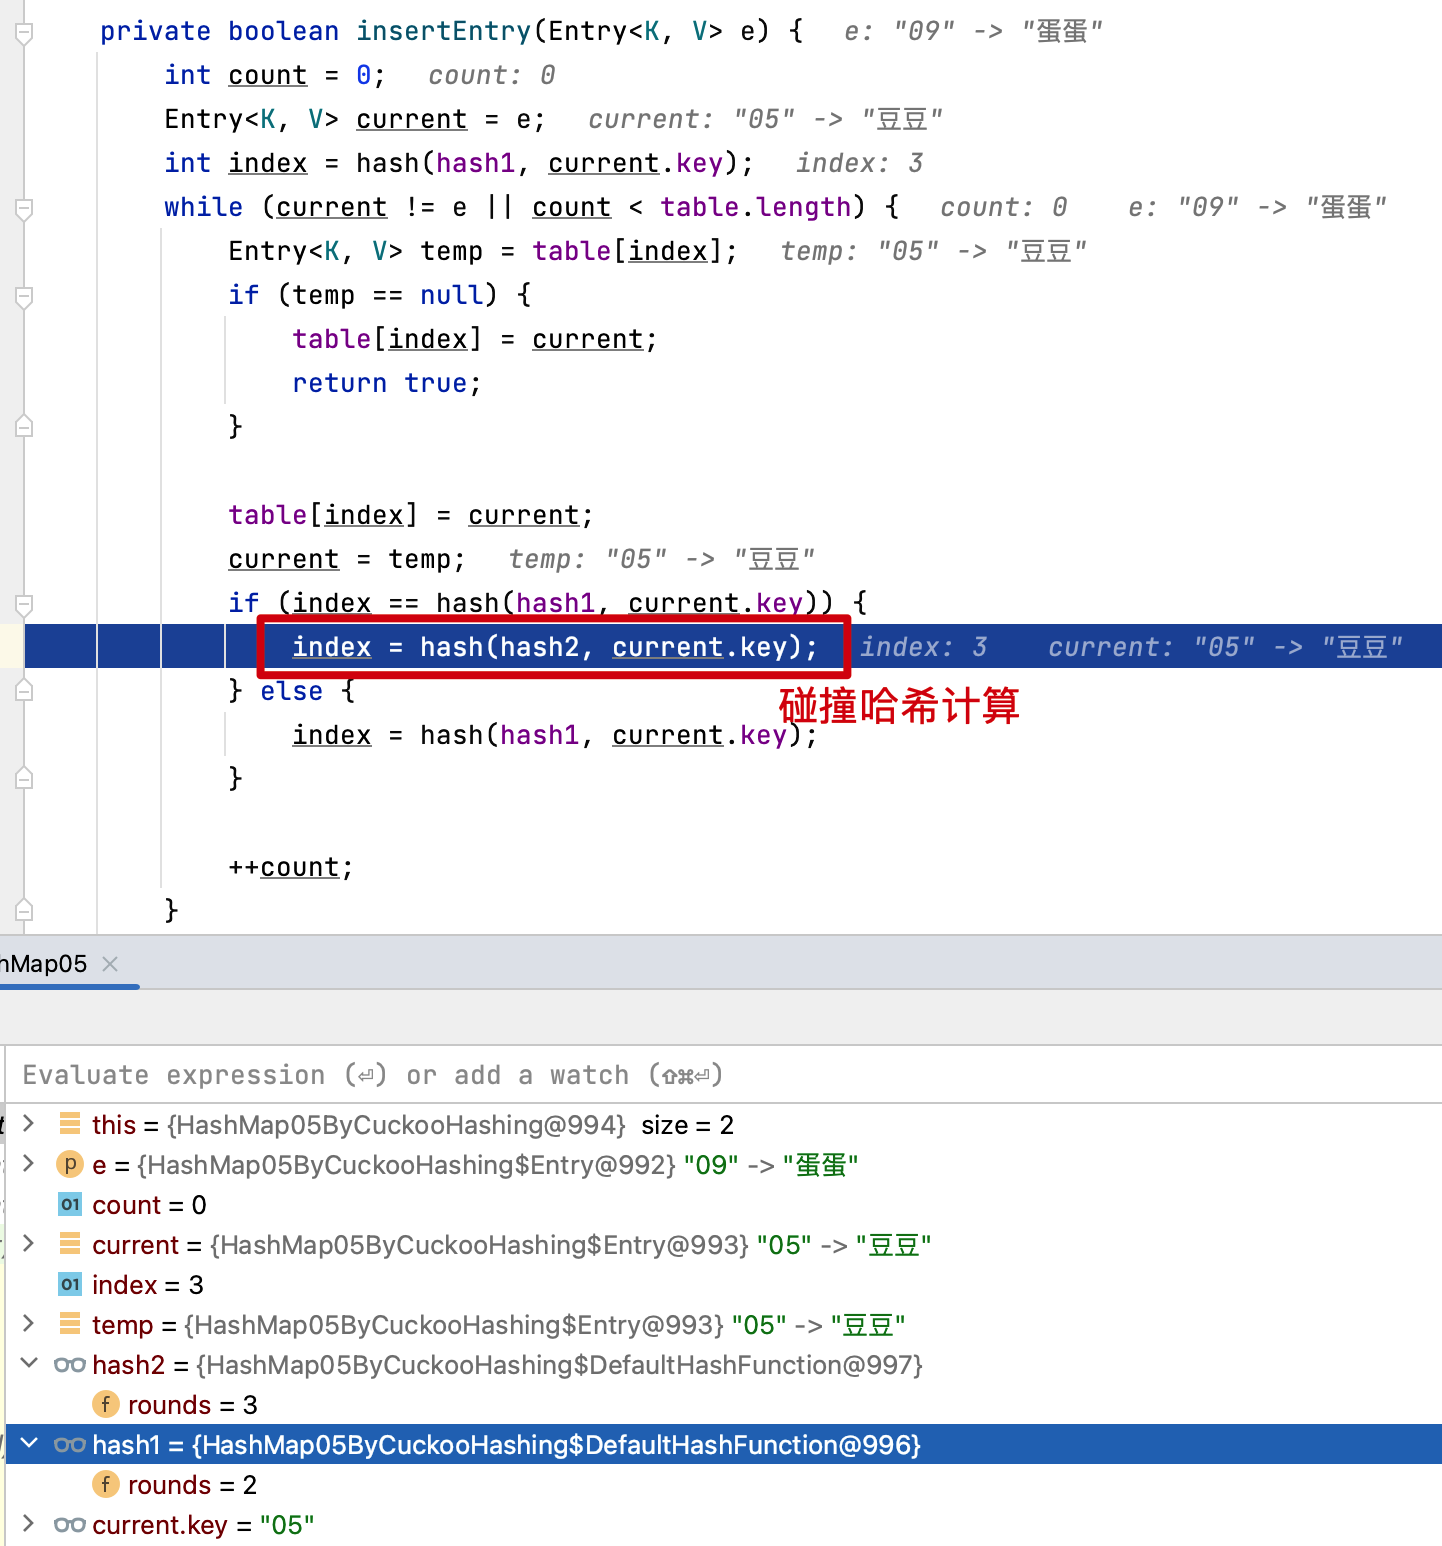 private boolean insertEntry(Entry<K, V> e) {   e: "09" -> "蛋蛋"
int count = 0;   count: 0
Entry<K, V> current = e;   current: "05" -> "豆豆"
int index = hash(hash1, current.key);   index: 3
while (current != e || count < table.length) {   count: 0    e: "09" -> "蛋蛋"
Entry<K, V> temp = table[index];   temp: "05" -> "豆豆"
if (temp == null) {
table[index] = current;
return true;
}
table[index] = current;
current = temp;   temp: "05" -> "豆豆"
if (index == hash(hash1, current.key)) {
index = hash(hash2, current.key);   index: 3    current: "05" -> "豆豆"
} else {
碰撞哈希计算
index = hash(hash1, current.key);
}
++count;
}
hMap05
Evaluate expression (⏎) or add a watch (⇧⌘⏎)
this = {HashMap05ByCuckooHashing@994}  size = 2
p e = {HashMap05ByCuckooHashing$Entry@992} "09" -> "蛋蛋"
01 count = 0
current = {HashMap05ByCuckooHashing$Entry@993} "05" -> "豆豆"
01 index = 3
temp = {HashMap05ByCuckooHashing$Entry@993} "05" -> "豆豆"
hash2 = {HashMap05ByCuckooHashing$DefaultHashFunction@997}
f rounds = 3
hash1 = {HashMap05ByCuckooHashing$DefaultHashFunction@996}
f rounds = 2
current.key = "05"